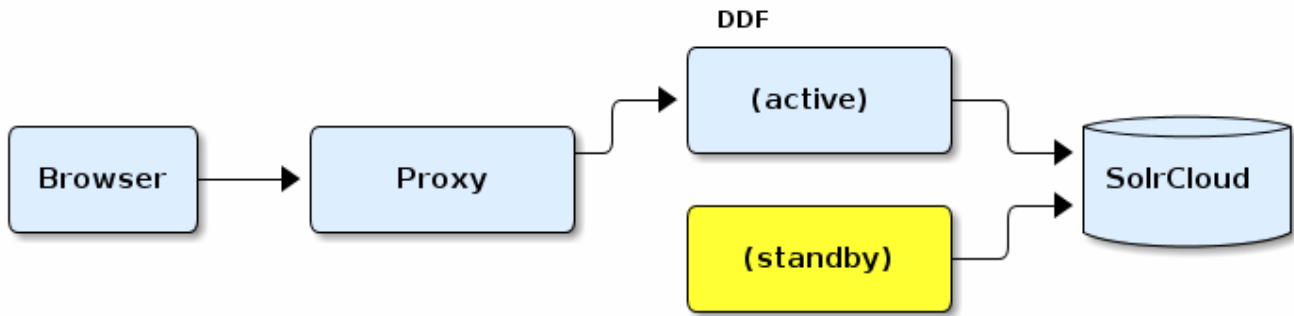 DDF
(active)
Browser
Proxy
SolrCloud
(standby)